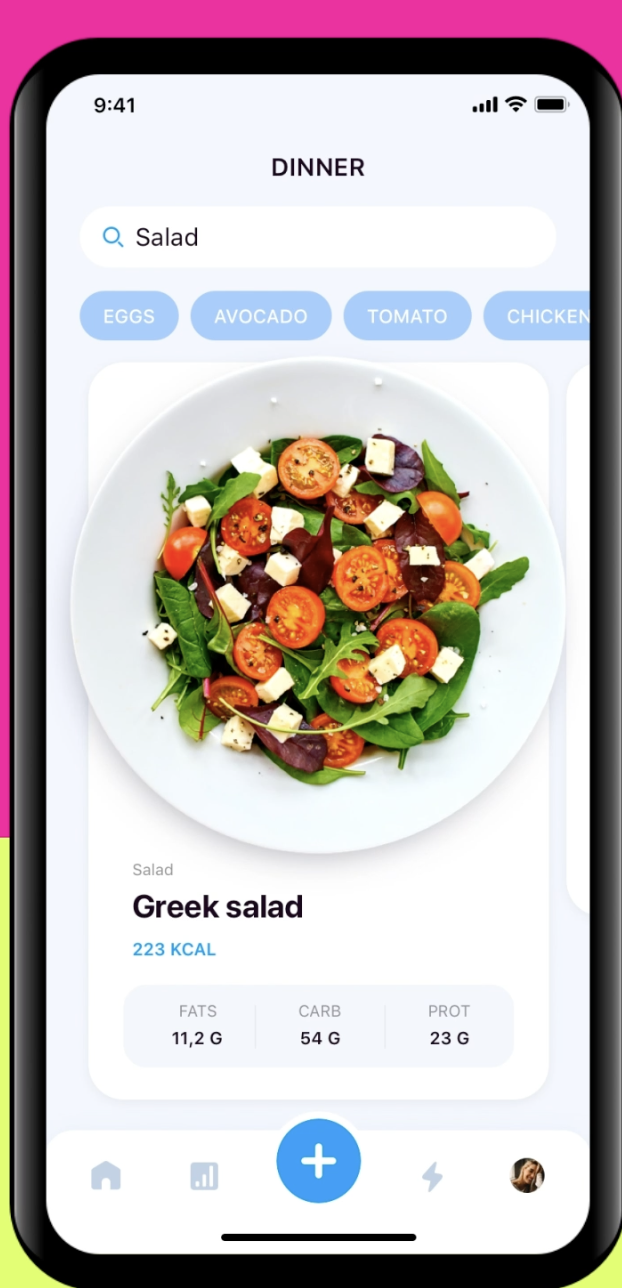 9:41
DINNER
Salad
EGGS AVOCADO TOMATO CHICKEN
Salad
Greek salad
223 KCAL
FATS CARB PROT
11,2 G 54 G 23 G